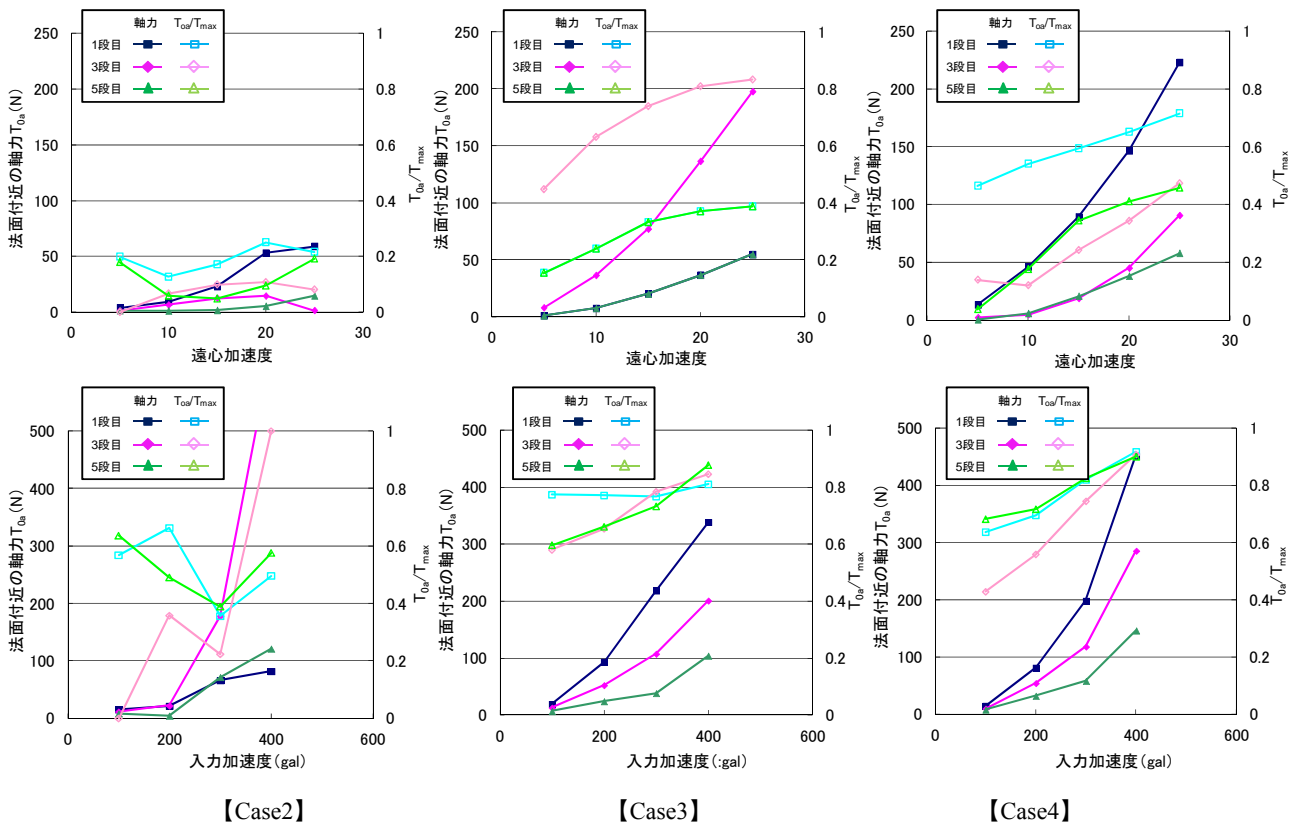 軸力 T0a/Tmax
1段目
3段目
5段目
250
200
150
100
50
0
1
0.8
0.6
0.4
0.2
0
0 10 20 30
法面付近の軸力T0a(N)
T0a/Tmax
遠心加速度
軸力 T0a/Tmax
1段目
3段目
5段目
250
200
150
100
50
0
1
0.8
0.6
0.4
0.2
0
0 10 20 30
法面付近の軸力T0a(N)
T0a/Tmax
遠心加速度
軸力 T0a/Tmax
1段目
3段目
5段目
250
200
150
100
50
0
1
0.8
0.6
0.4
0.2
0
0 10 20 30
法面付近の軸力T0a(N)
T0a/Tmax
遠心加速度
軸力 T0a/Tmax
1段目
3段目
5段目
500
400
300
200
100
0
1
0.8
0.6
0.4
0.2
0
0 200 400 600
法面付近の軸力T0a(N)
T0a/Tmax
入力加速度(gal)
軸力 T0a/Tmax
1段目
3段目
5段目
500
400
300
200
100
0
1
0.8
0.6
0.4
0.2
0
0 200 400 600
法面付近の軸力T0a(N)
T0a/Tmax
入力加速度(:gal)
軸力 T0a/Tmax
1段目
3段目
5段目
500
400
300
200
100
0
1
0.8
0.6
0.4
0.2
0
0 200 400 600
法面付近の軸力T0a(N)
T0a/Tmax
入力加速度(gal)
【Case2】 【Case3】 【Case4】